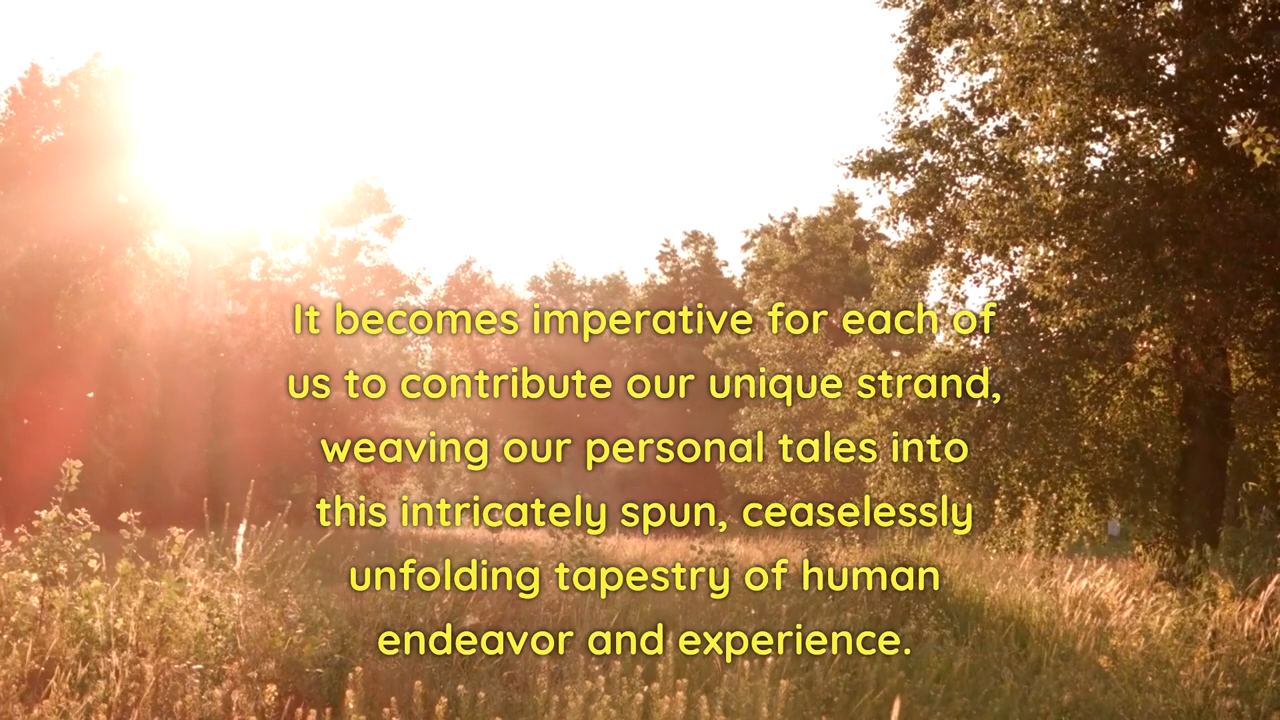 It becomes imperative for each of
us to contribute our unique strand,
weaving our personal tales into
this intricately spun, ceaselessly
unfolding tapestry of human
endeavor and experience.